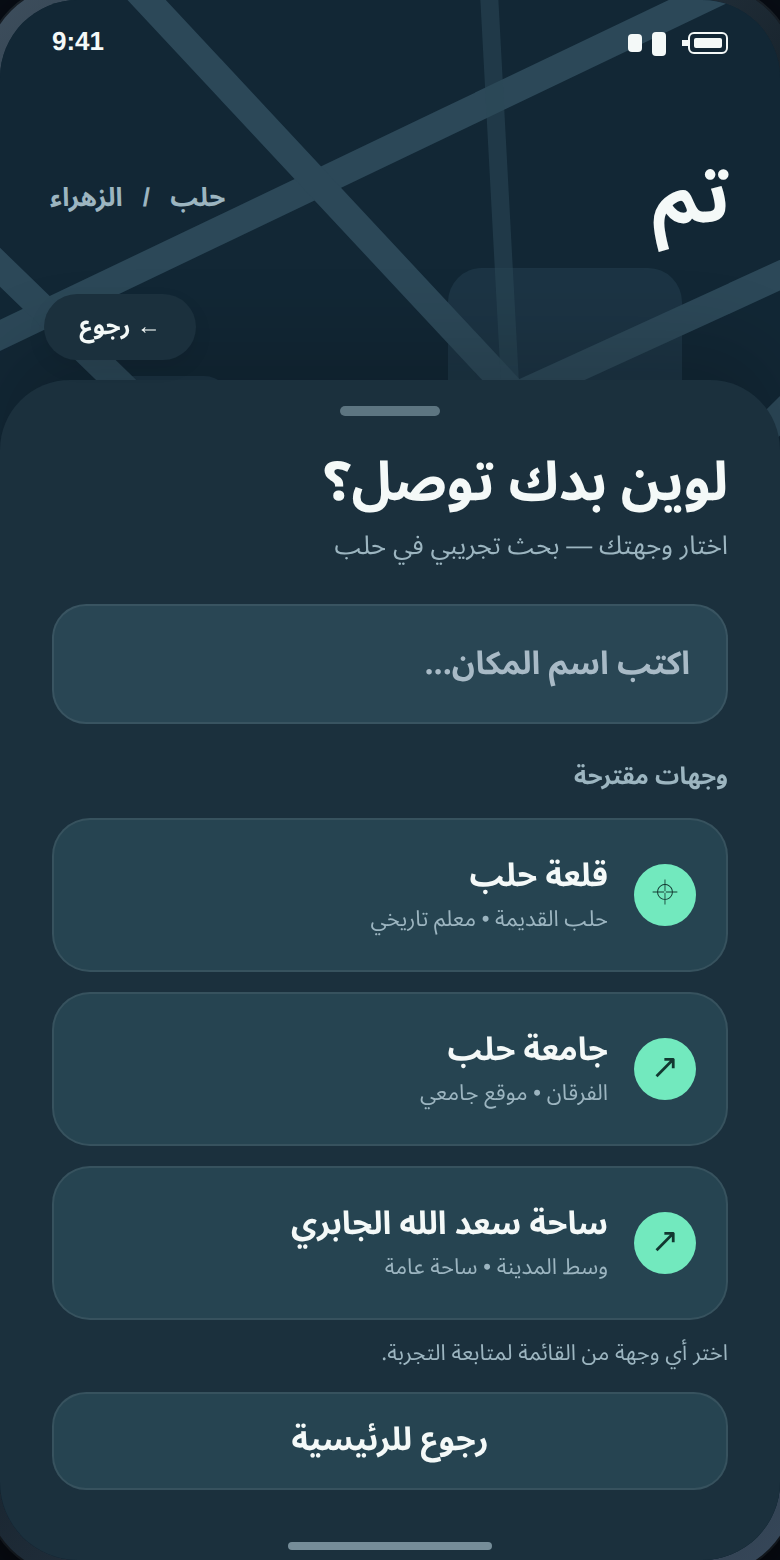 9:41
تم
حلب / الزهراء
← رجوع
لوين بدك توصل؟
اختار وجهتك — بحث تجريبي في حلب
اكتب اسم المكان...
وجهات مقترحة
قلعة حلب
حلب القديمة • معلم تاريخي
جامعة حلب
الفرقان • موقع جامعي
ساحة سعد الله الجابري
وسط المدينة • ساحة عامة
اختر أي وجهة من القائمة لمتابعة التجربة.
رجوع للرئيسية